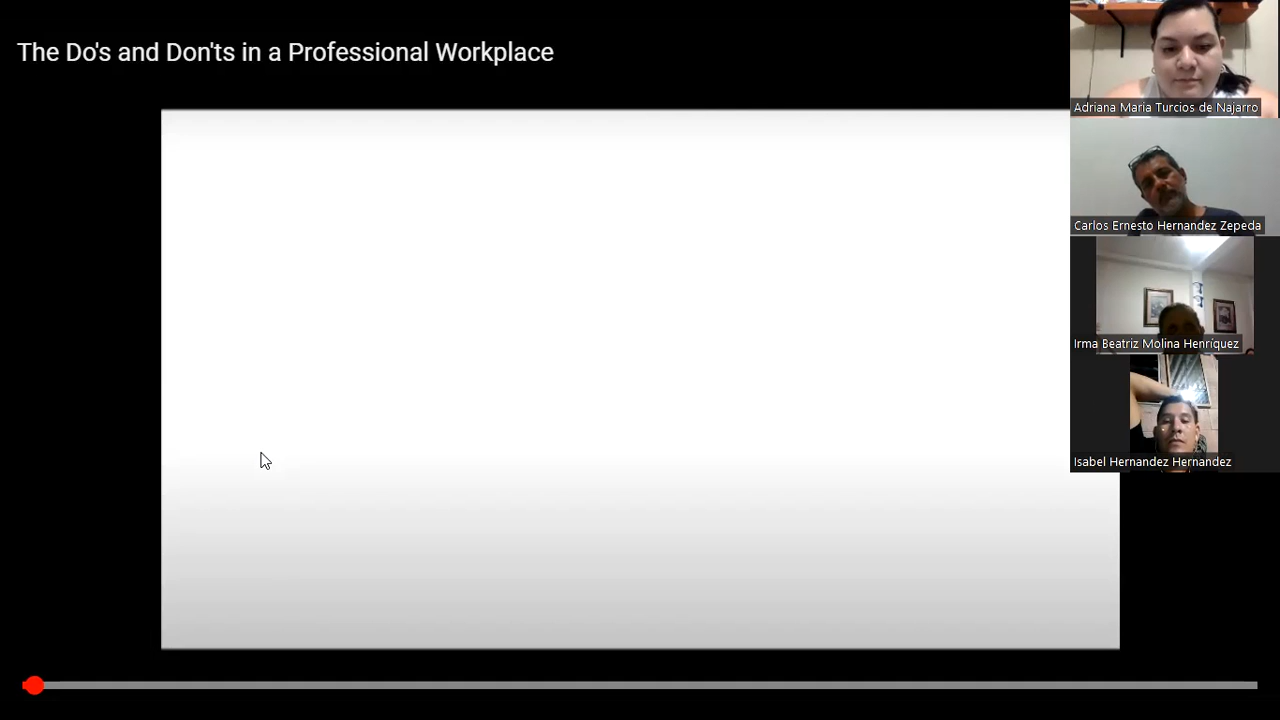 The Do's and Don'ts in a Professional Workplace
Adriana Maria Turcios de Najarro
Carlos Ernesto Hernandez Zepeda
Irma Beatriz Molina Henríquez
Isabel Hernandez Hernandez